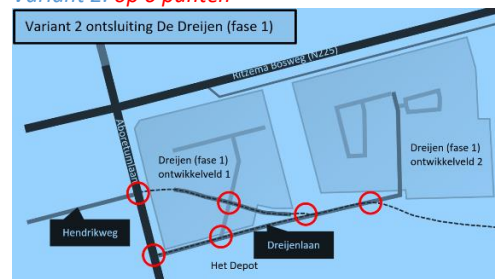 Variant 2: op 6 punten
Variant 2 ontsluiting De Dreijen (fase 1)
Ritzema Bosweg (N225)
Aboretumlaan
Dreijen (fase 1)
ontwikkelveld 1
Dreijen (fase 1)
ontwikkelveld 2
Hendrikweg
Dreijenlaan
Het Depot